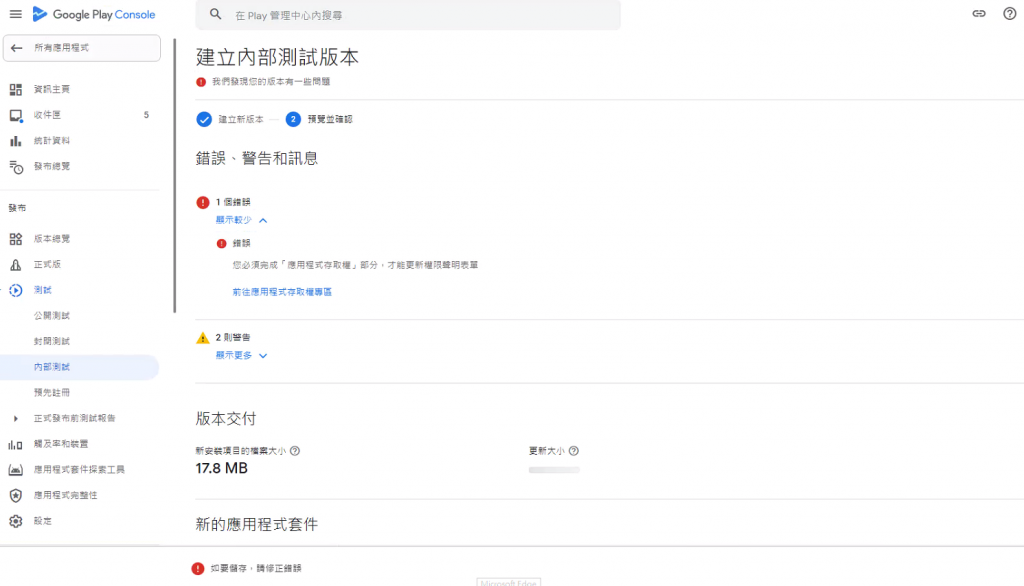 Google Play Console
在 Play 管理中心內搜尋
所有應用程式
資訊主頁
收件匣 5
統計資料
發布總覽
發布
版本總覽
正式版
測試
公開測試
封閉測試
內部測試
預先註冊
正式發布前測試報告
觸及率和裝置
應用程式套件探索工具
應用程式完整性
設定
建立內部測試版本
我們發現您的版本有一些問題
建立新版本
2 預覽並確認
錯誤、警告和訊息
1 個錯誤
顯示較少
錯誤
您必須完成「應用程式存取權」部分,才能更新權限聲明表單
前往應用程式存取權專區
2 則警告
顯示更多
版本交付
新安裝項目的檔案大小
17.8 MB
更新大小
新的應用程式套件
如要儲存,請修正錯誤
Microsoft Edge